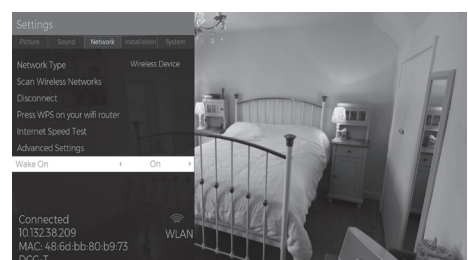 Settings
Picture Sound Network Installation System
Network Type Wireless Device
Scan Wireless Networks
Disconnect
Press WPS on your wifi router
Internet Speed Test
Advanced Settings
Wake On ‹ On ›
Connected
10.132.38.209 WLAN
MAC: 48:6d:bb:80:b9:73
DCC-T